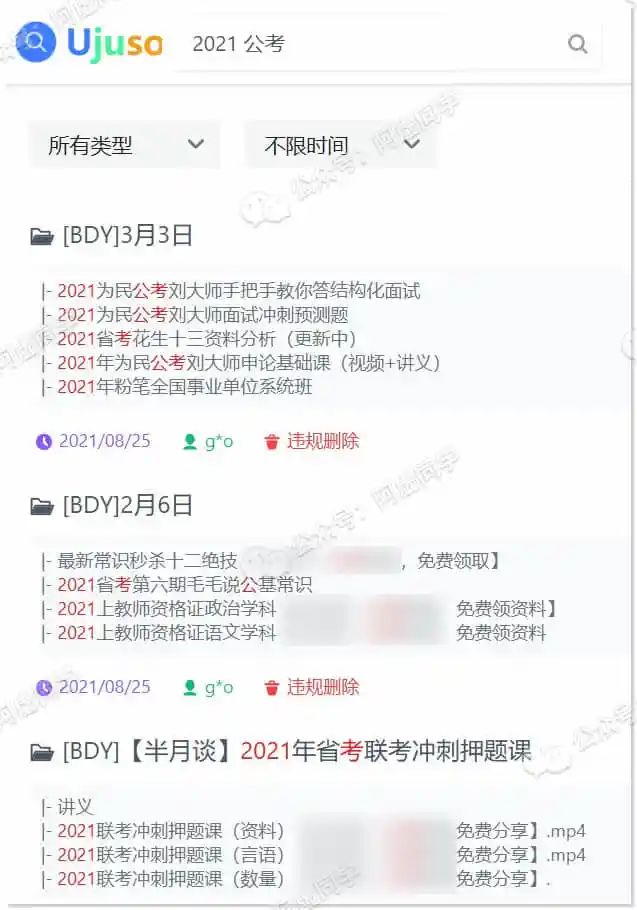 Ujuso
2021 公考
所有类型 不限时间
[BDY]3月3日
|- 2021为民公考刘大师手把手教你答结构化面试
|- 2021为民公考刘大师面试冲刺预测题
|- 2021省考花生十三资料分析（更新中）
|- 2021年为民公考刘大师申论基础课（视频+讲义）
|- 2021年粉笔全国事业单位系统班
2021/08/25 g*o 违规删除
[BDY]2月6日
|- 最新常识秒杀十二绝技 ，免费领取】
|- 2021省考第六期毛毛说公基常识
|- 2021上教师资格证政治学科 免费领资料】
|- 2021上教师资格证语文学科 免费领资料
2021/08/25 g*o 违规删除
[BDY]【半月谈】2021年省考联考冲刺押题课
|- 讲义
|- 2021联考冲刺押题课（资料） 免费分享】.mp4
|- 2021联考冲刺押题课（言语） 免费分享】.mp4
|- 2021联考冲刺押题课（数量） 免费分享】.
公众号：阿虚同学